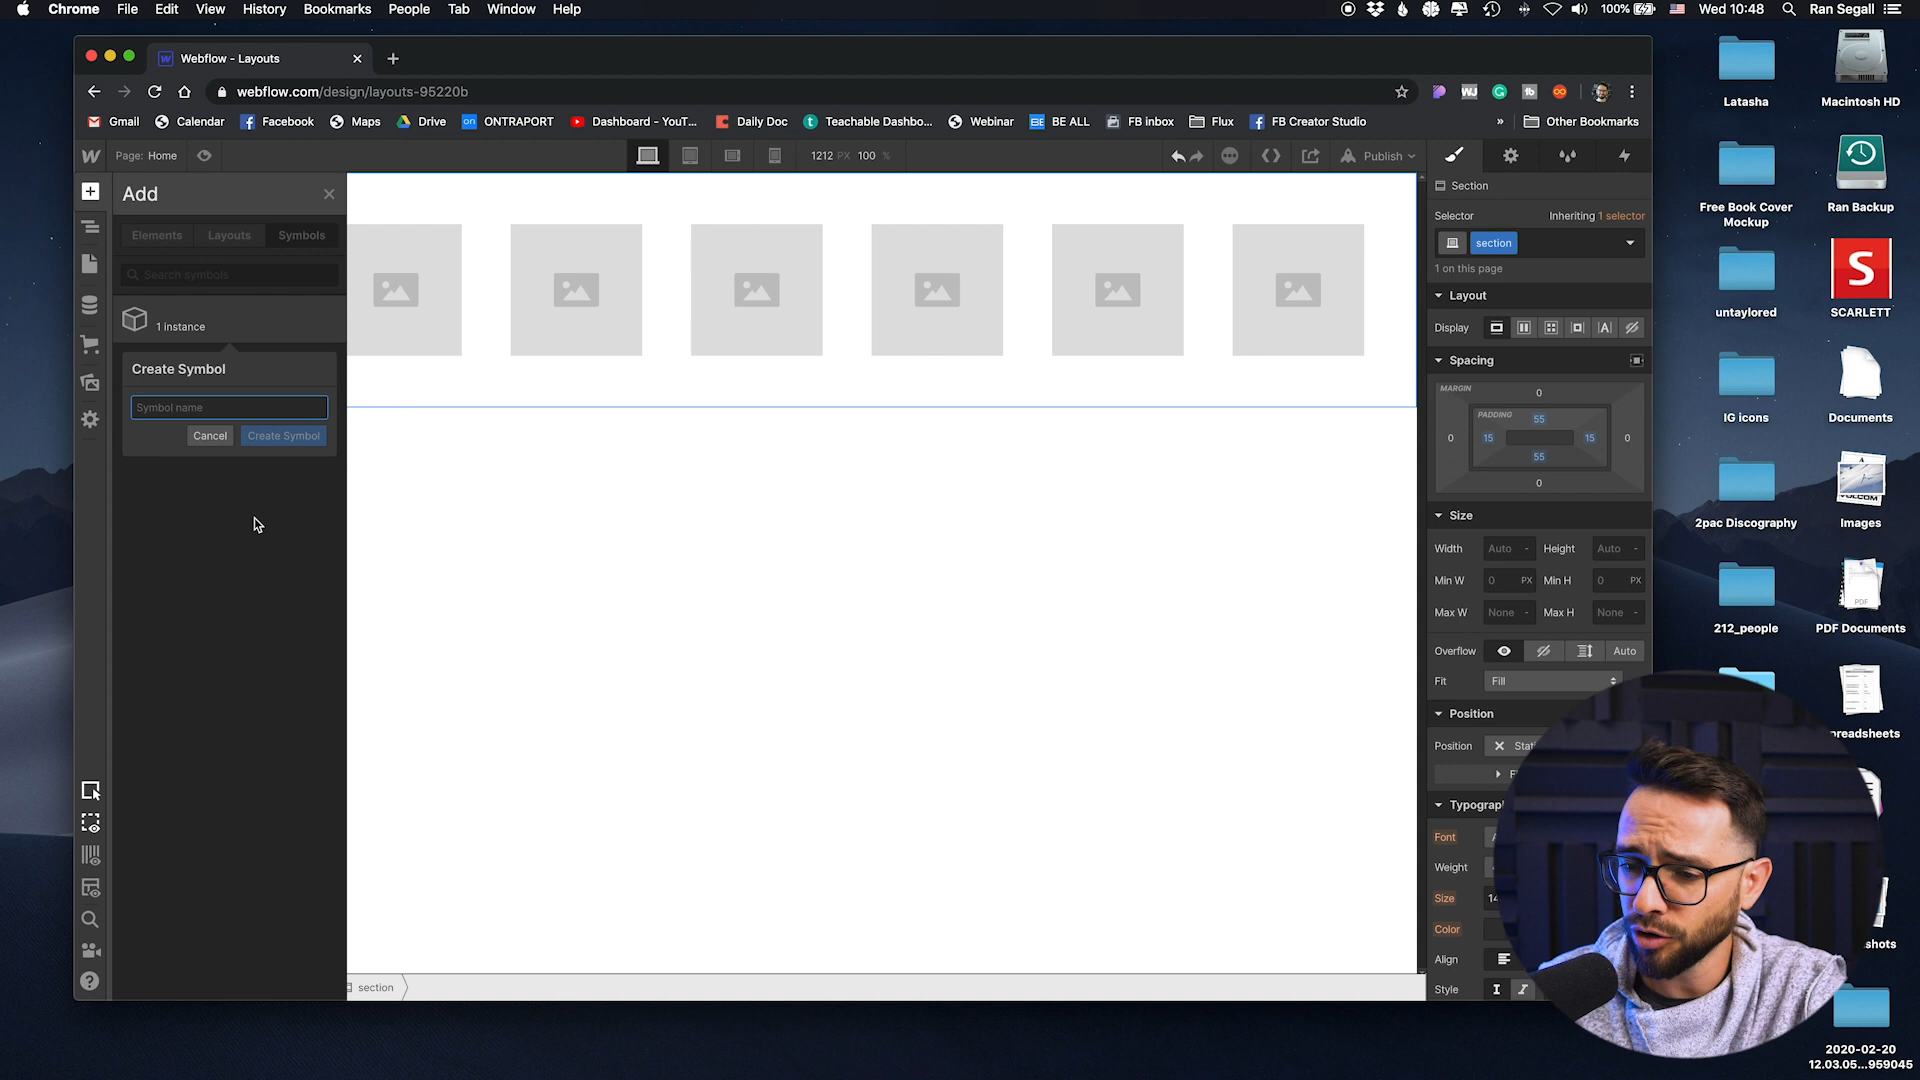 Chrome File Edit View History Bookmarks People Tab Window Help
100% Wed 10:48 Ran Segall
Webflow - Layouts
webflow.com/design/layouts-95220b
Gmail Calendar Facebook Maps Drive ONTRAPORT Dashboard - YouT... Daily Doc Teachable Dashbo... Webinar BE ALL FB inbox Flux FB Creator Studio » Other Bookmarks
Page: Home 1212 PX 100 % Publish
Add
Elements Layouts Symbols
Search symbols
1 instance
Create Symbol
Symbol name
Cancel Create Symbol
section
Section
Selector Inheriting 1 selector
section
1 on this page
Layout
Display
Spacing
MARGIN
0
PADDING
55
0 15 15 0
55
0
Size
Width Auto - Height Auto -
Min W 0 PX Min H 0 PX
Max W None - Max H None -
Overflow Auto
Fit Fill
Position
Position Stati
Typograp
Font
Weight
Size 14
Color
Align
Style
Latasha
Macintosh HD
Free Book Cover
Mockup
Ran Backup
untaylored
S
SCARLETT
IG icons
Documents
VOLCOM
2pac Discography
Images
PDF
212_people
PDF Documents
preadsheets
shots
2020-02-20
12.03.05...959045